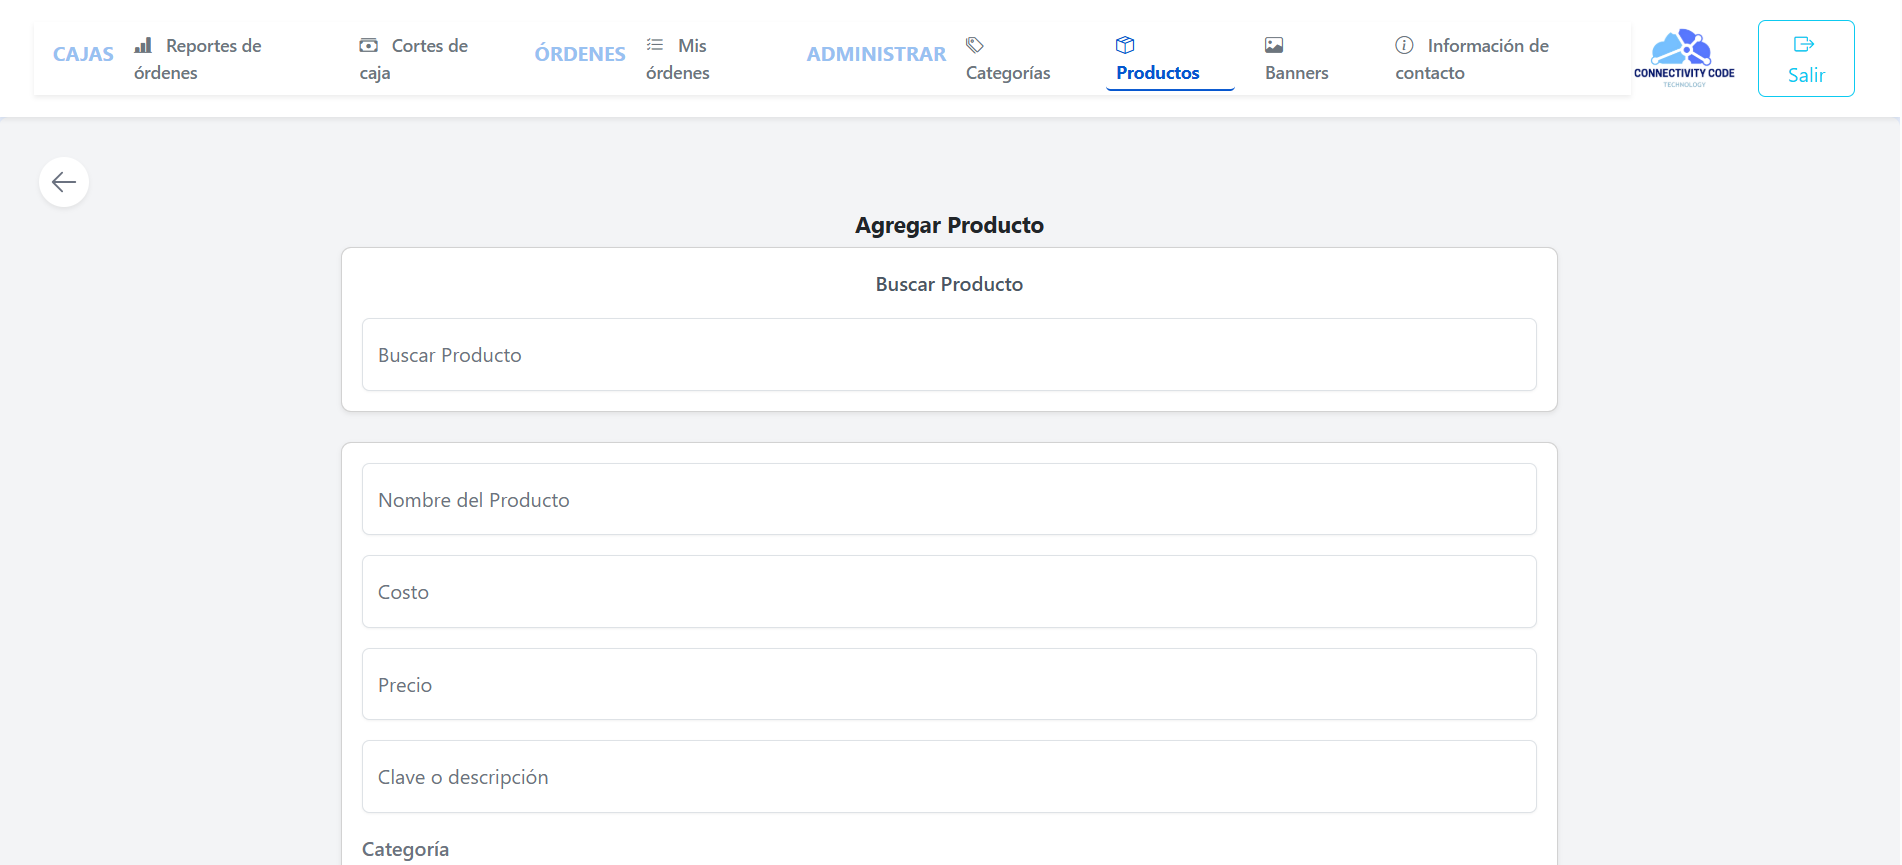 CAJAS
Reportes de
órdenes
Cortes de
caja
ÓRDENES
Mis
órdenes
ADMINISTRAR
Categorías
Productos
Banners
Información de
contacto
CONNECTIVITY CODE
TECHNOLOGY
Salir
Agregar Producto
Buscar Producto
Buscar Producto
Nombre del Producto
Costo
Precio
Clave o descripción
Categoría